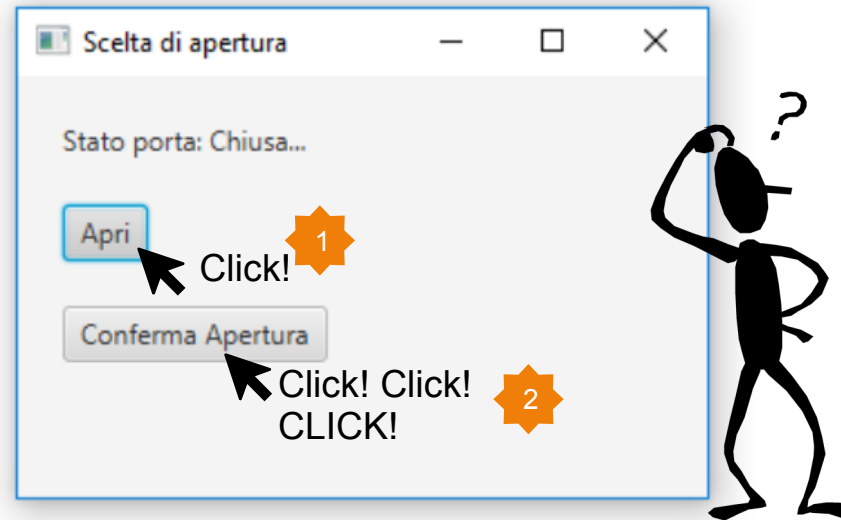 Scelta di apertura
?
Stato porta: Chiusa...
Apri
1
Click!
Conferma Apertura
Click! Click!
2
CLICK!